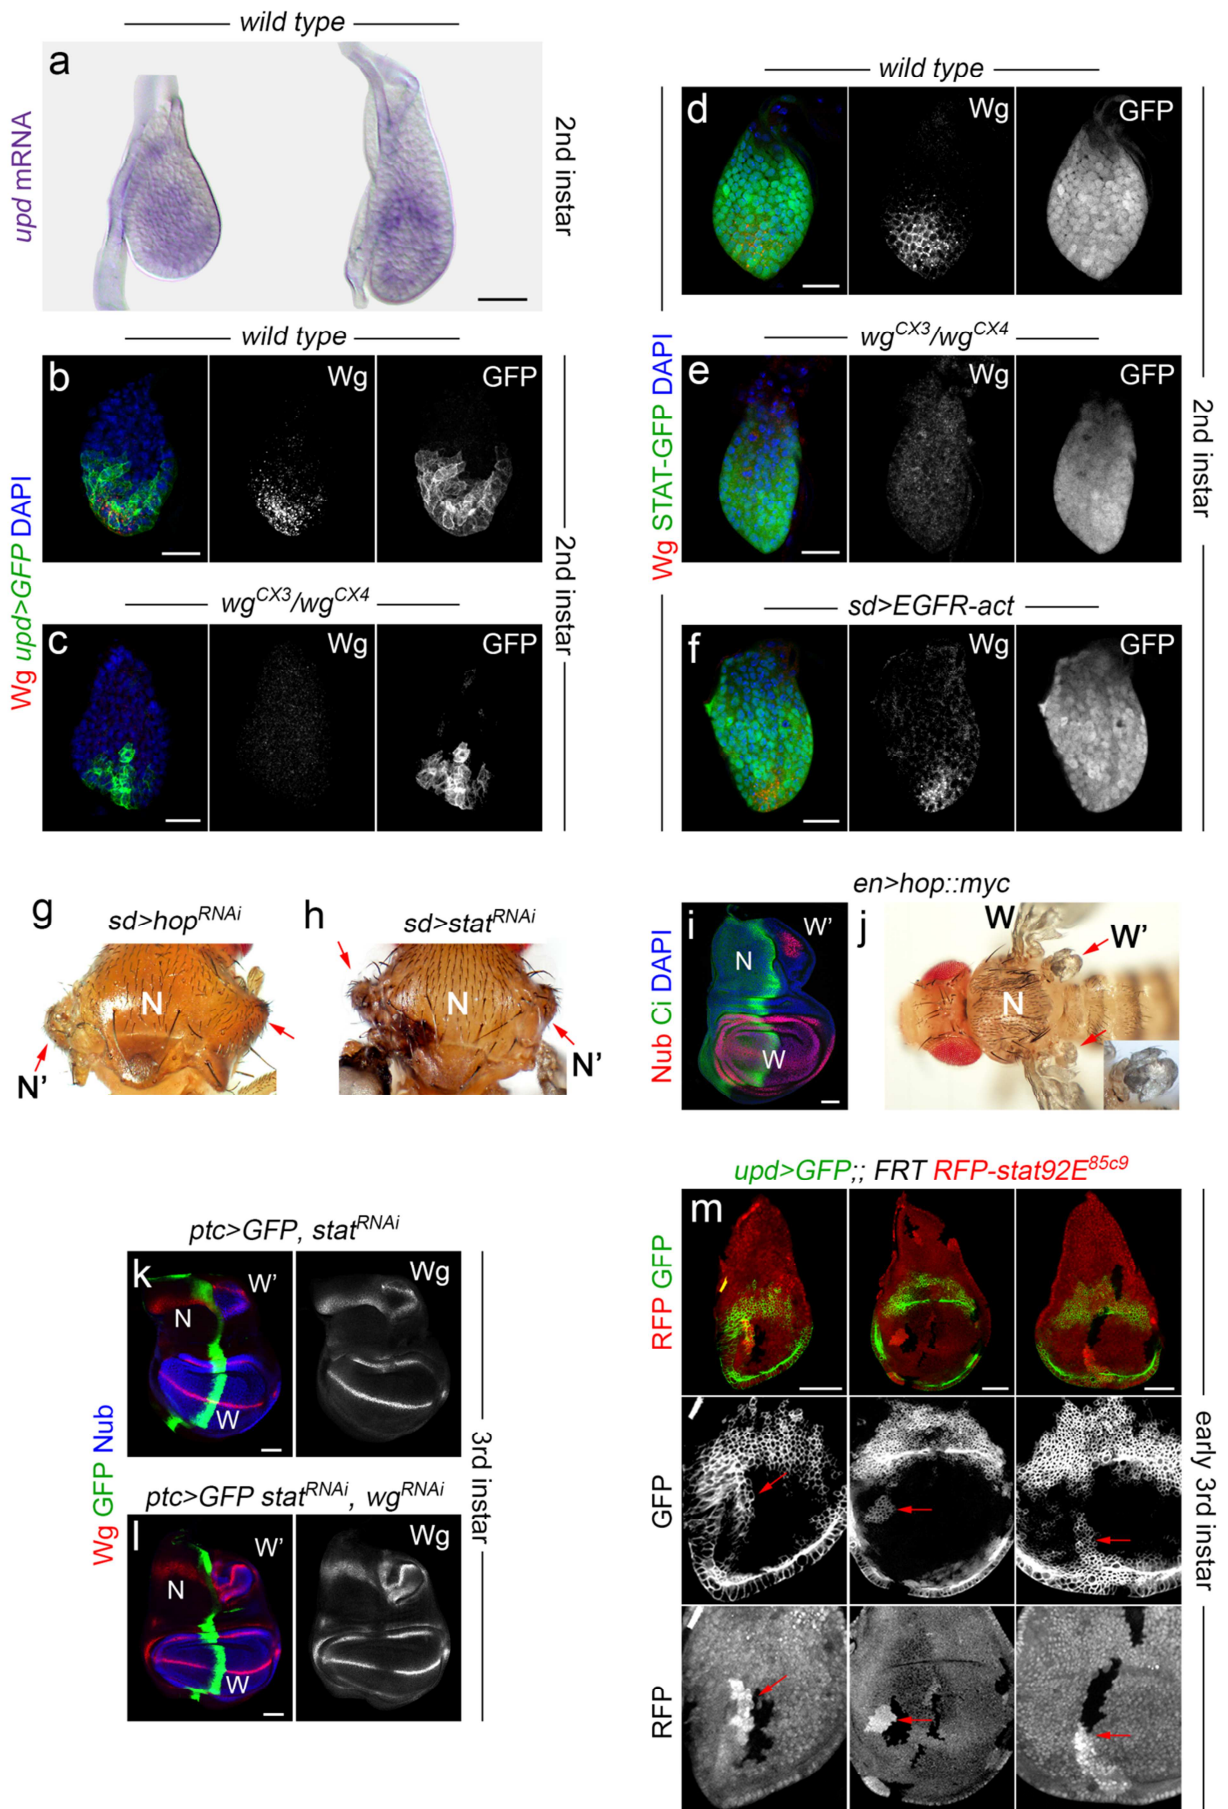 wild type
a
upd mRNA
2nd instar
wild type
b
Wg
GFP
wg^CX3/wg^CX4
c
Wg
GFP
Wg upd>GFP DAPI
2nd instar
wild type
d
Wg
GFP
wg^CX3/wg^CX4
e
Wg
GFP
sd>EGFR-act
f
Wg
GFP
Wg STAT-GFP DAPI
2nd instar
g
sd>hop^RNAi
N
N'
h
sd>stat^RNAi
N
N'
en>hop::myc
i
W'
N
W
Nub Ci DAPI
j
W
W'
N
ptc>GFP, stat^RNAi
k
W'
N
W
Wg
ptc>GFP stat^RNAi, wg^RNAi
l
W'
N
W
Wg
Wg GFP Nub
3rd instar
upd>GFP;; FRT RFP-stat92E^85c9
m
RFP GFP
GFP
RFP
early 3rd instar